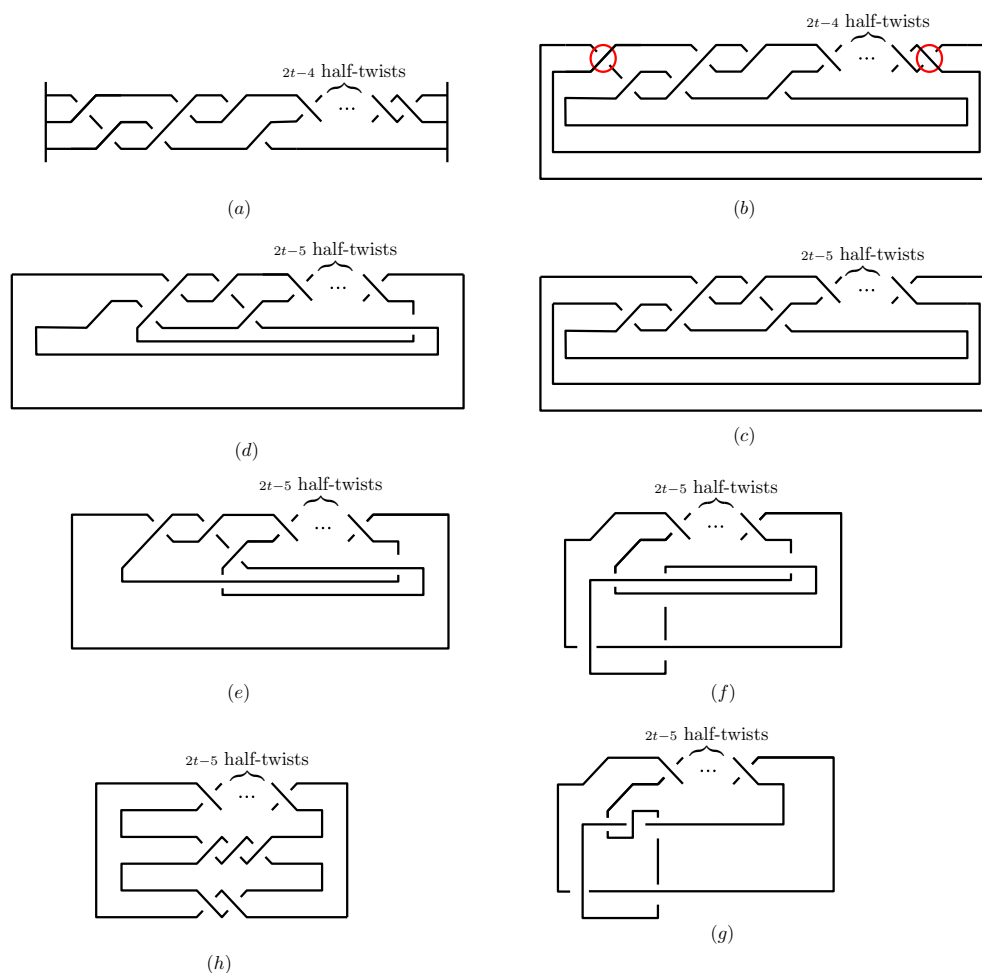 2t−4 half-twists
...
(a)
2t−4 half-twists
...
(b)
2t−5 half-twists
...
(d)
2t−5 half-twists
...
(c)
2t−5 half-twists
...
(e)
2t−5 half-twists
...
(f)
2t−5 half-twists
...
(h)
2t−5 half-twists
...
(g)